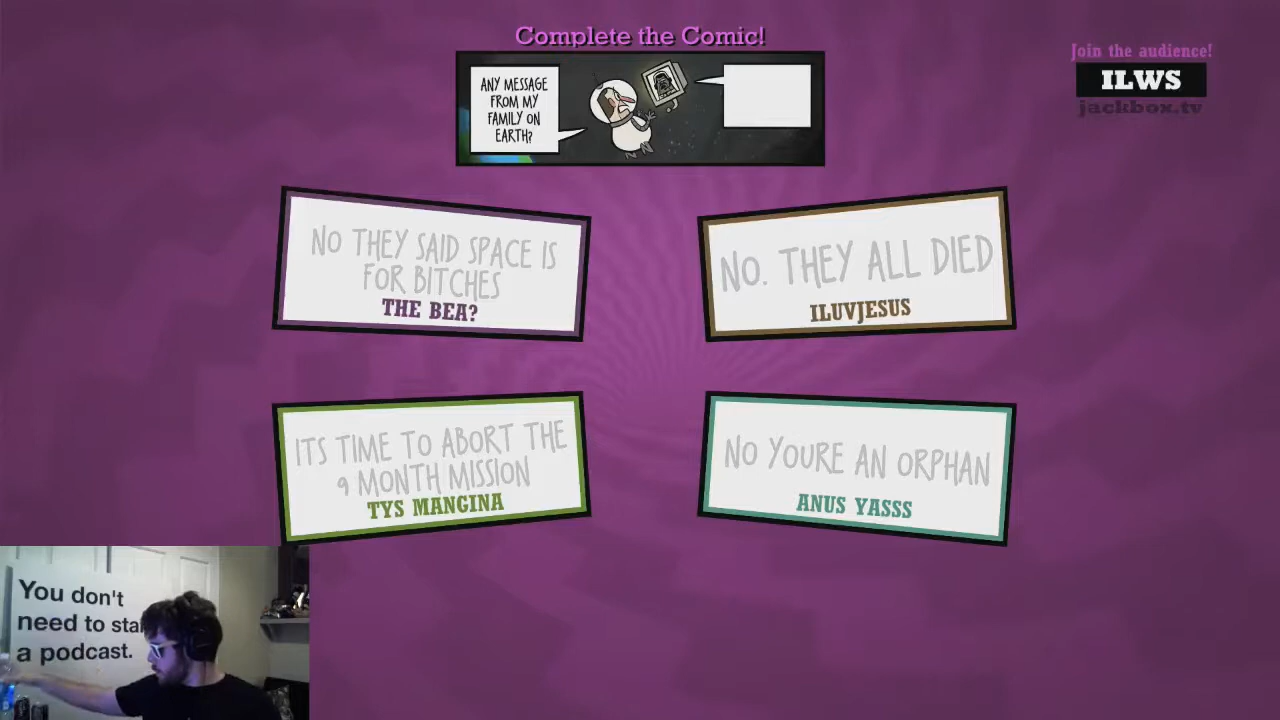 Complete the Comic!
Join the audience!
ILWS
jackbox.tv
ANY MESSAGE
FROM MY
FAMILY ON
EARTH?
NO THEY SAID SPACE IS
FOR BITCHES
THE BEA?
NO. THEY ALL DIED
ILUVJESUS
ITS TIME TO ABORT THE
9 MONTH MISSION
TYS MANGINA
NO YOURE AN ORPHAN
ANUS YASSS
You don't
need to
a podcast.